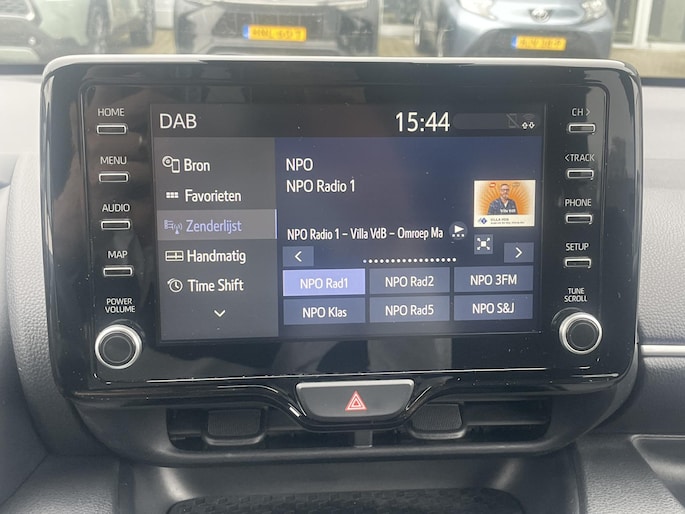 HOME
MENU
AUDIO
MAP
POWER
VOLUME
DAB
15:44
Bron
Favorieten
Zenderlijst
Handmatig
Time Shift
NPO
NPO Radio 1
NPO Radio 1 – Villa VdB – Omroep Ma
NPO Rad1
NPO Rad2
NPO 3FM
NPO Klas
NPO Rad5
NPO S&J
CH >
<TRACK
PHONE
SETUP
TUNE
SCROLL